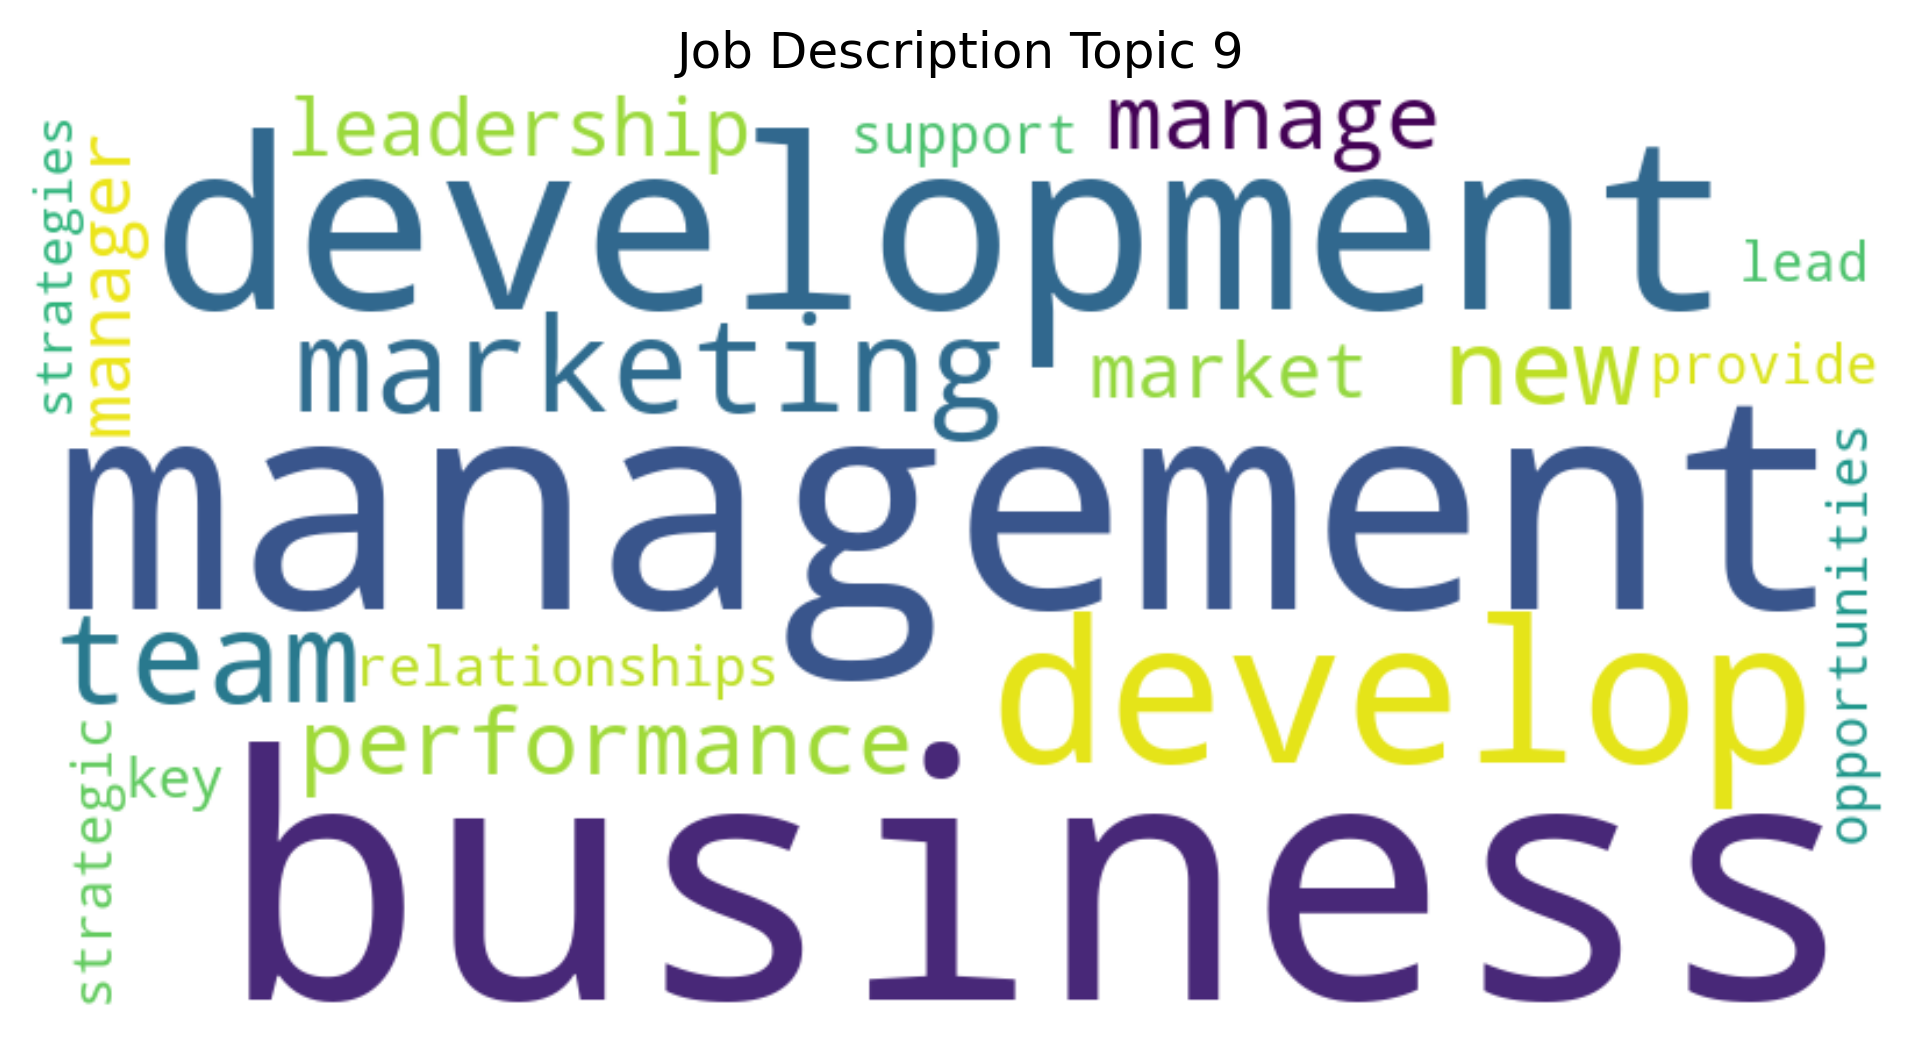 Job Description Topic 9
leadership
support
manage
strategies
manager
development
lead
marketing
market
new
provide
management
opportunities
team
relationships
develop
performance
strategic
key
business